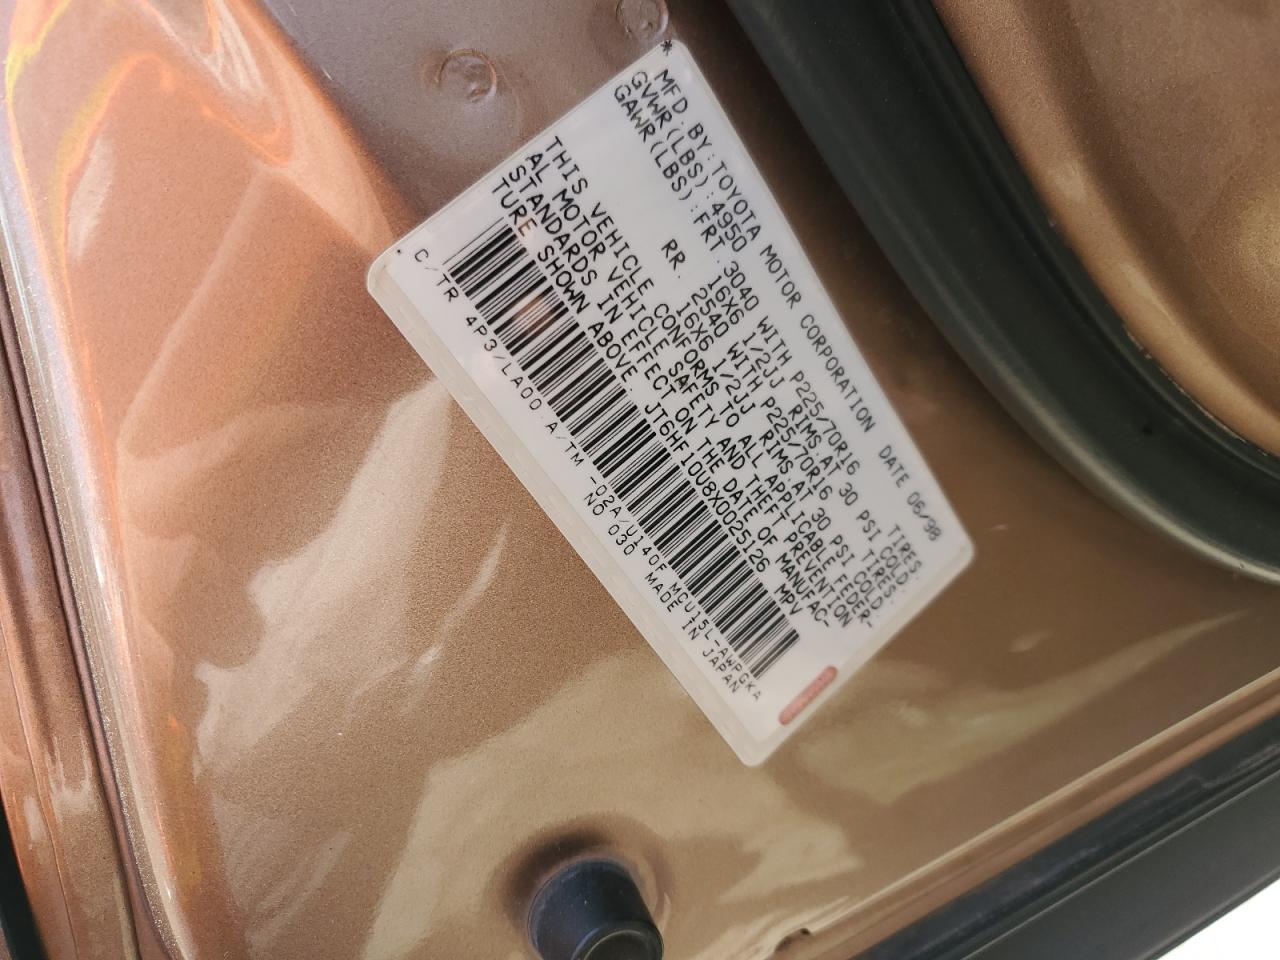 * MFD. BY: TOYOTA MOTOR CORPORATION DATE 06/98
GVWR(LBS):4950
GAWR(LBS): FRT. 3040 WITH P225/70R16 TIRES.
16X6 1/2JJ RIMS.AT 30 PSI COLD.
RR. 2540 WITH P225/70R16 TIRES.
16X6 1/2JJ RIMS.AT 30 PSI COLD.
THIS VEHICLE CONFORMS TO ALL APPLICABLE FEDER-
AL MOTOR VEHICLE SAFETY AND THEFT PREVENTION
STANDARDS IN EFFECT ON THE DATE OF MANUFAC-
TURE SHOWN ABOVE. JT6HF10U8X0025126 MPV
C/TR 4P3/LA00 A/TM -02A/U140F MCU15L-AWPGKA
NO 030 MADE IN JAPAN